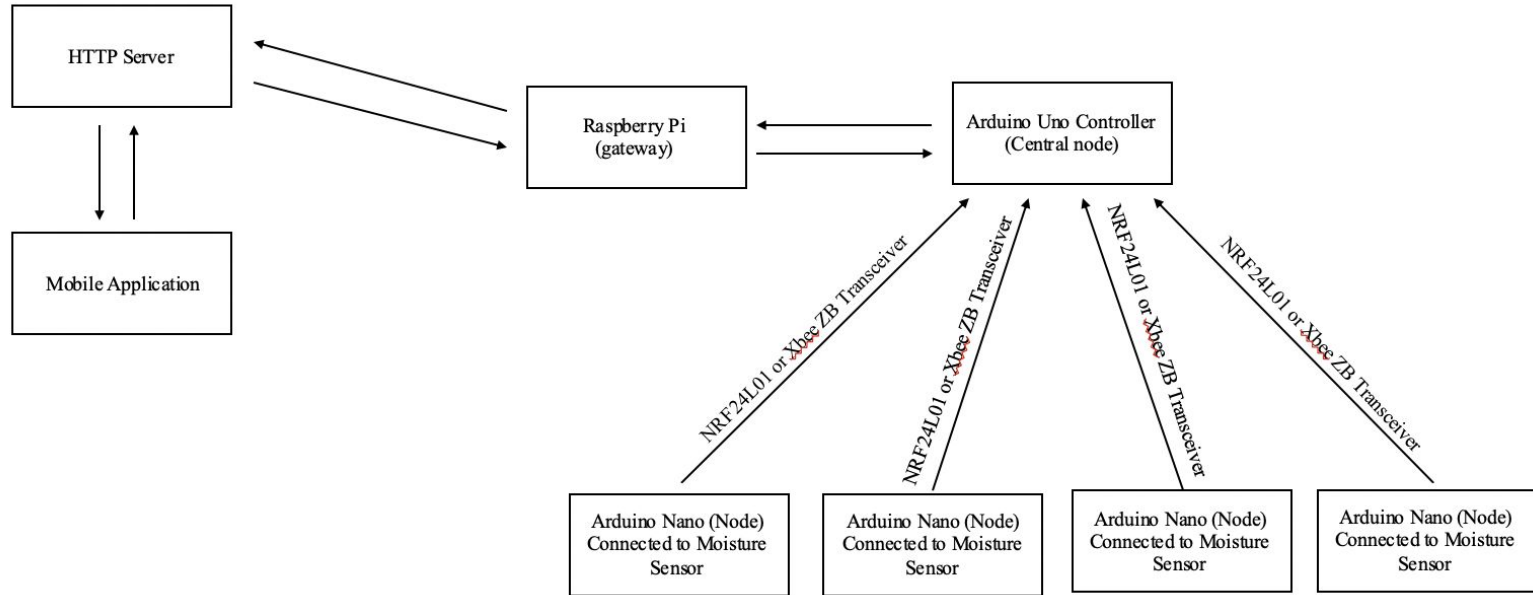 HTTP Server
Raspberry Pi
(gateway)
Arduino Uno Controller
(Central node)
Mobile Application
NRF24L01 or Xbee ZB Transceiver
NRF24L01 or Xbee ZB Transceiver
NRF24L01 or Xbee ZB Transceiver
NRF24L01 or Xbee ZB Transceiver
Arduino Nano (Node)
Connected to Moisture
Sensor
Arduino Nano (Node)
Connected to Moisture
Sensor
Arduino Nano (Node)
Connected to Moisture
Sensor
Arduino Nano (Node)
Connected to Moisture
Sensor